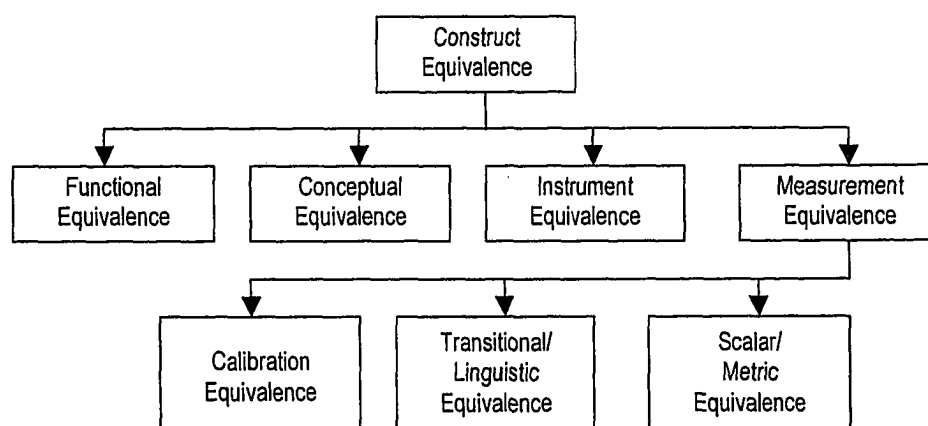 Construct
Equivalence
Functional
Equivalence
Conceptual
Equivalence
Instrument
Equivalence
Measurement
Equivalence
Calibration
Equivalence
Transitional/
Linguistic
Equivalence
Scalar/
Metric
Equivalence